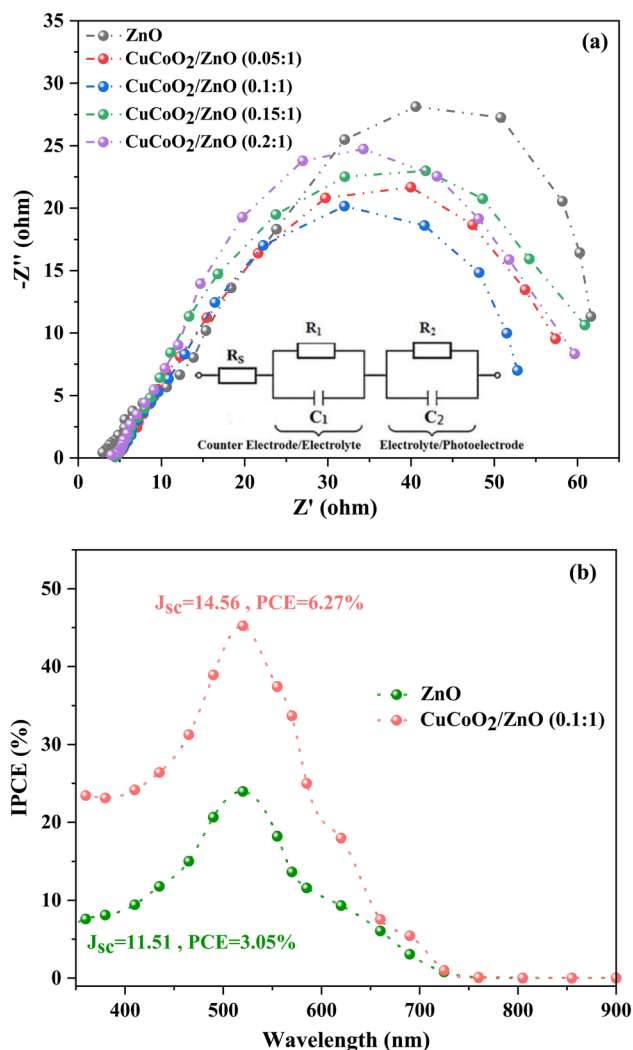 (a)
ZnO
CuCoO₂/ZnO (0.05:1)
CuCoO₂/ZnO (0.1:1)
CuCoO₂/ZnO (0.15:1)
CuCoO₂/ZnO (0.2:1)
35
30
25
20
15
10
5
0
-Z'' (ohm)
R_S
R₁
C₁
R₂
C₂
Counter Electrode/Electrolyte
Electrolyte/Photoelectrode
0 10 20 30 40 50 60
Z' (ohm)
(b)
J_sc=14.56 , PCE=6.27%
ZnO
CuCoO₂/ZnO (0.1:1)
J_sc=11.51 , PCE=3.05%
50
40
30
20
10
0
IPCE (%)
400 500 600 700 800 900
Wavelength (nm)